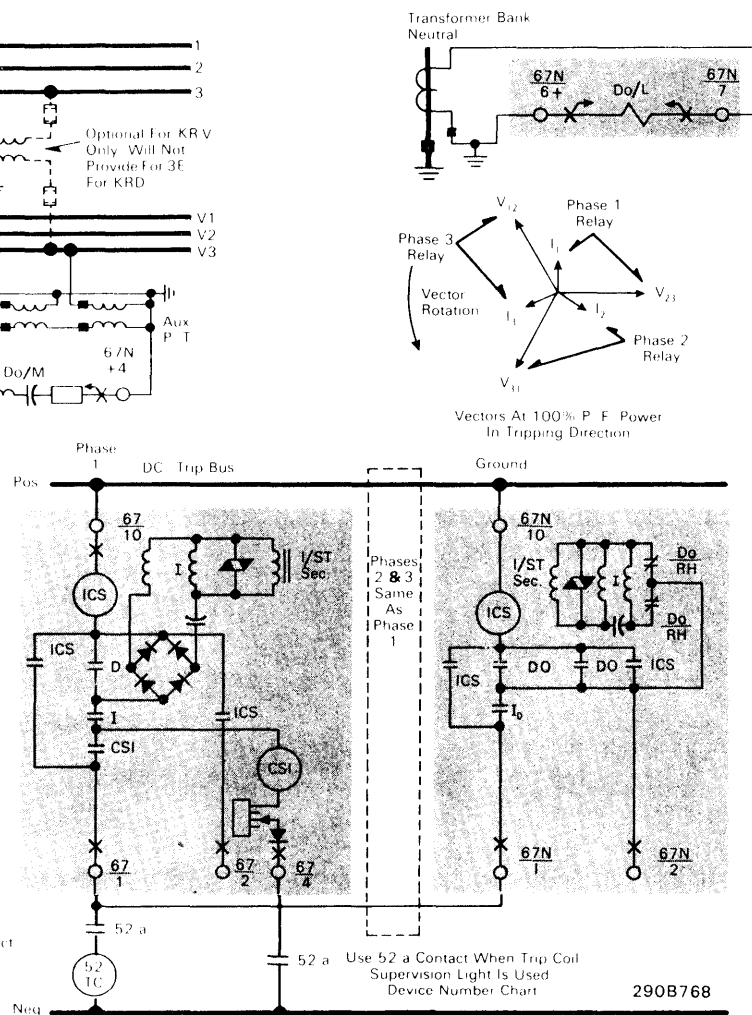 Transformer Bank
Neutral
1
2
3
67N
6+
Do/L
67N
7
Optional For KRV
Only Will Not
Provide For 3E
For KRD
V1
V2
V3
V12
Phase 1
Relay
Phase 3
Relay
I1
V23
Vector
Rotation
I3
I2
Phase 2
Relay
V31
Aux
P T
67N
+4
Do/M
Vectors At 100% P F Power
In Tripping Direction
Phase
1
DC Trip Bus
Ground
Pos
67
10
I
I/ST
Sec.
ICS
ICS
D
I
CSI
ICS
CSI
67
1
67
2
67
4
Phases
2 & 3
Same
As
Phase
1
67N
10
I/ST
Sec.
I
Do
RH
Do
RH
ICS
ICS
DO
DO
ICS
ID
67N
1
67N
2
52 a
52
TC
52 a
Use 52 a Contact When Trip Coil
Supervision Light Is Used
Device Number Chart
290B768
ct
Neg